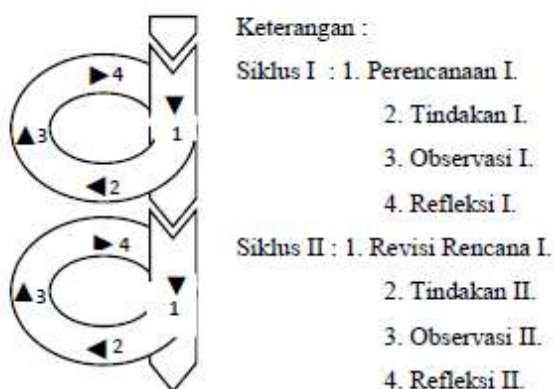 Keterangan :
Siklus I : 1. Perencanaan I.
2. Tindakan I.
3. Observasi I.
4. Refleksi I.
Siklus II : 1. Revisi Rencana I.
2. Tindakan II.
3. Observasi II.
4. Refleksi II.
4
3
1
2
4
3
1
2